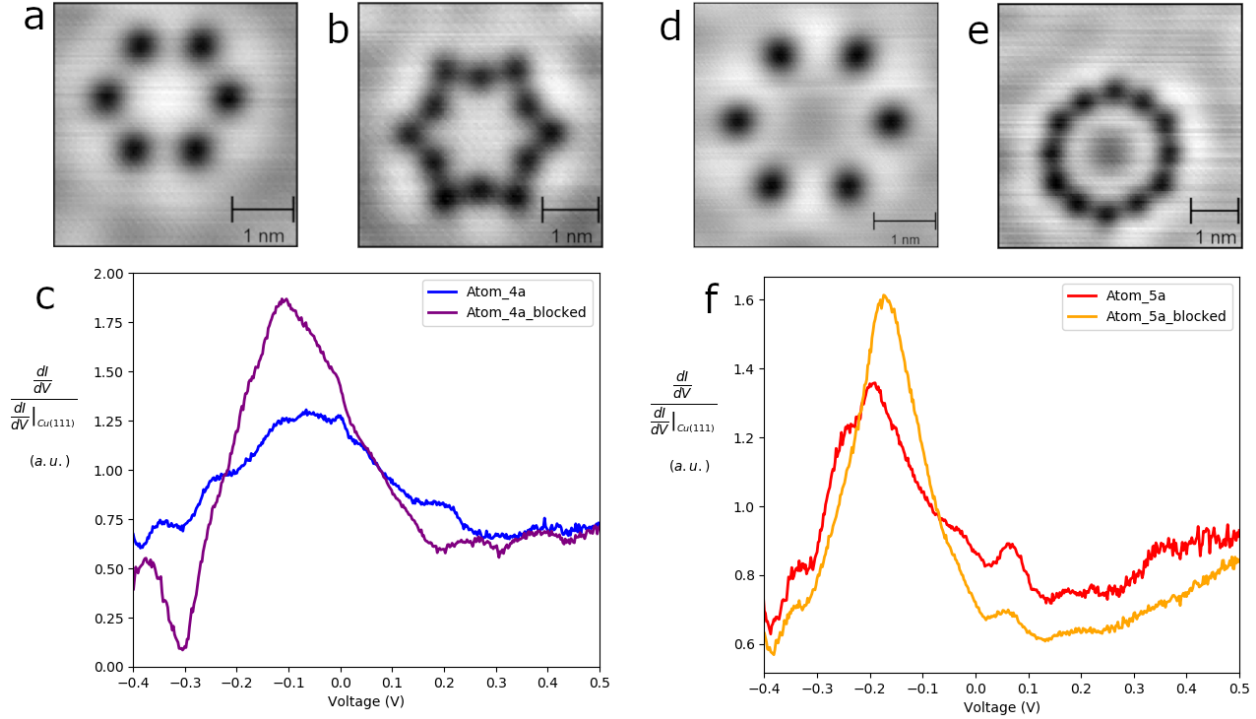 a
1 nm
b
1 nm
d
1 nm
e
1 nm
c
Atom_4a
Atom_4a_blocked
2.00
1.75
1.50
1.25
1.00
0.75
0.50
0.25
0.00
dI
dV
dI
dV |Cu(111)
(a.u.)
−0.4 −0.3 −0.2 −0.1 0.0 0.1 0.2 0.3 0.4 0.5
Voltage (V)
f
Atom_5a
Atom_5a_blocked
1.6
1.4
1.2
1.0
0.8
0.6
dI
dV
dI
dV |Cu(111)
(a.u.)
−0.4 −0.3 −0.2 −0.1 0.0 0.1 0.2 0.3 0.4 0.5
Voltage (V)